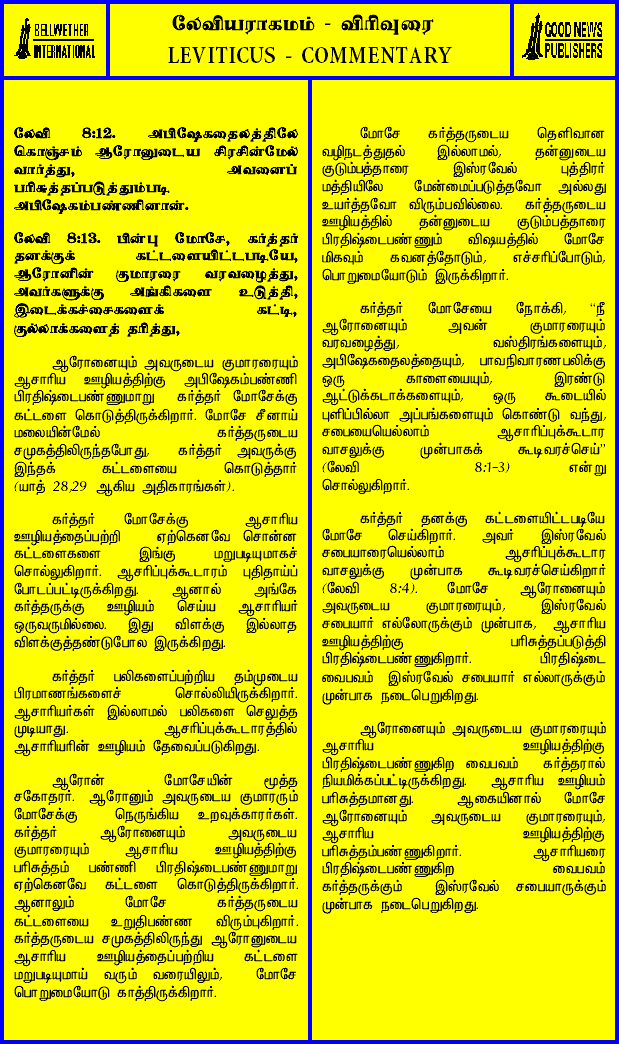 BELLWETHER
INTERNATIONAL
லேவியராகமம் - விரிவுரை
LEVITICUS - COMMENTARY
GOOD NEWS
PUBLISHERS
லேவி 8:12. அபிஷேகதைலத்திலே
கொஞ்சம் ஆரோனுடைய சிரசின்மேல்
வார்த்து, அவனைப்
பரிசுத்தப்படுத்தும்படி
அபிஷேகம்பண்ணினான்.
லேவி 8:13. பின்பு மோசே, கர்த்தர்
தனக்குக் கட்டளையிட்டபடியே,
ஆரோனின் குமாரரை வரவழைத்து,
அவர்களுக்கு அங்கிகளை உடுத்தி,
இடைக்கச்சைகளைக் கட்டி,
குல்லாக்களைத் தரித்து,
ஆரோனையும் அவருடைய குமாரரையும்
ஆசாரிய ஊழியத்திற்கு அபிஷேகம்பண்ணி
பிரதிஷ்டைபண்ணுமாறு கர்த்தர் மோசேக்கு
கட்டளை கொடுத்திருக்கிறார். மோசே சீனாய்
மலையின்மேல் கர்த்தருடைய
சமுகத்திலிருந்தபோது, கர்த்தர் அவருக்கு
இந்தக் கட்டளையை கொடுத்தார்
(யாத் 28,29 ஆகிய அதிகாரங்கள்).
கர்த்தர் மோசேக்கு ஆசாரிய
ஊழியத்தைப்பற்றி ஏற்கெனவே சொன்ன
கட்டளைகளை இங்கு மறுபடியுமாகச்
சொல்லுகிறார். ஆசரிப்புக்கூடாரம் புதிதாய்ப்
போடப்பட்டிருக்கிறது. ஆனால் அங்கே
கர்த்தருக்கு ஊழியம் செய்ய ஆசாரியர்
ஒருவருமில்லை. இது விளக்கு இல்லாத
விளக்குத்தண்டுபோல இருக்கிறது.
கர்த்தர் பலிகளைப்பற்றிய தம்முடைய
பிரமாணங்களைச் சொல்லியிருக்கிறார்.
ஆசாரியர்கள் இல்லாமல் பலிகளை செலுத்த
முடியாது. ஆசரிப்புக்கூடாரத்தில்
ஆசாரியரின் ஊழியம் தேவைப்படுகிறது.
ஆரோன் மோசேயின் மூத்த
சகோதரர். ஆரோனும் அவருடைய குமாரரும்
மோசேக்கு நெருங்கிய உறவுக்காரர்கள்.
கர்த்தர் ஆரோனையும் அவருடைய
குமாரரையும் ஆசாரிய ஊழியத்திற்கு
பரிசுத்தம் பண்ணி பிரதிஷ்டைபண்ணுமாறு
ஏற்கெனவே கட்டளை கொடுத்திருக்கிறார்.
ஆனாலும் மோசே கர்த்தருடைய
கட்டளையை உறுதிபண்ண விரும்புகிறார்.
கர்த்தருடைய சமுகத்திலிருந்து ஆரோனுடைய
ஆசாரிய ஊழியத்தைப்பற்றிய கட்டளை
மறுபடியுமாய் வரும் வரையிலும், மோசே
பொறுமையோடு காத்திருக்கிறார்.
மோசே கர்த்தருடைய தெளிவான
வழிநடத்துதல் இல்லாமல், தன்னுடைய
குடும்பத்தாரை இஸ்ரவேல் புத்திரர்
மத்தியிலே மேன்மைப்படுத்தவோ அல்லது
உயர்த்தவோ விரும்பவில்லை. கர்த்தருடைய
ஊழியத்தில் தன்னுடைய குடும்பத்தாரை
பிரதிஷ்டைபண்ணும் விஷயத்தில் மோசே
மிகவும் கவனத்தோடும், எச்சரிப்போடும்,
பொறுமையோடும் இருக்கிறார்.
கர்த்தர் மோசேயை நோக்கி, “நீ
ஆரோனையும் அவன் குமாரரையும்
வரவழைத்து, வஸ்திரங்களையும்,
அபிஷேகதைலத்தையும், பாவநிவாரணபலிக்கு
ஒரு காளையையும், இரண்டு
ஆட்டுக்கடாக்களையும், ஒரு கூடையில்
புளிப்பில்லா அப்பங்களையும் கொண்டு வந்து,
சபையையெல்லாம் ஆசாரிப்புக்கூடார
வாசலுக்கு முன்பாகக் கூடிவரச்செய்”
(லேவி 8:1-3) என்று
சொல்லுகிறார்.
கர்த்தர் தனக்கு கட்டளையிட்டபடியே
மோசே செய்கிறார். அவர் இஸ்ரவேல்
சபையாரையெல்லாம் ஆசரிப்புக்கூடார
வாசலுக்கு முன்பாக கூடிவரச்செய்கிறார்
(லேவி 8:4). மோசே ஆரோனையும்
அவருடைய குமாரரையும், இஸ்ரவேல்
சபையார் எல்லோருக்கும் முன்பாக, ஆசாரிய
ஊழியத்திற்கு பரிசுத்தப்படுத்தி
பிரதிஷ்டைபண்ணுகிறார். பிரதிஷ்டை
வைபவம் இஸ்ரவேல் சபையார் எல்லாருக்கும்
முன்பாக நடைபெறுகிறது.
ஆரோனையும் அவருடைய குமாரரையும்
ஆசாரிய ஊழியத்திற்கு
பிரதிஷ்டைபண்ணுகிற வைபவம் கர்த்தரால்
நியமிக்கப்பட்டிருக்கிறது. ஆசாரிய ஊழியம்
பரிசுத்தமானது. ஆகையினால் மோசே
ஆரோனையும் அவருடைய குமாரரையும்,
ஆசாரிய ஊழியத்திற்கு
பரிசுத்தம்பண்ணுகிறார். ஆசாரியரை
பிரதிஷ்டைபண்ணுகிற வைபவம்
கர்த்தருக்கும் இஸ்ரவேல் சபையாருக்கும்
முன்பாக நடைபெறுகிறது.